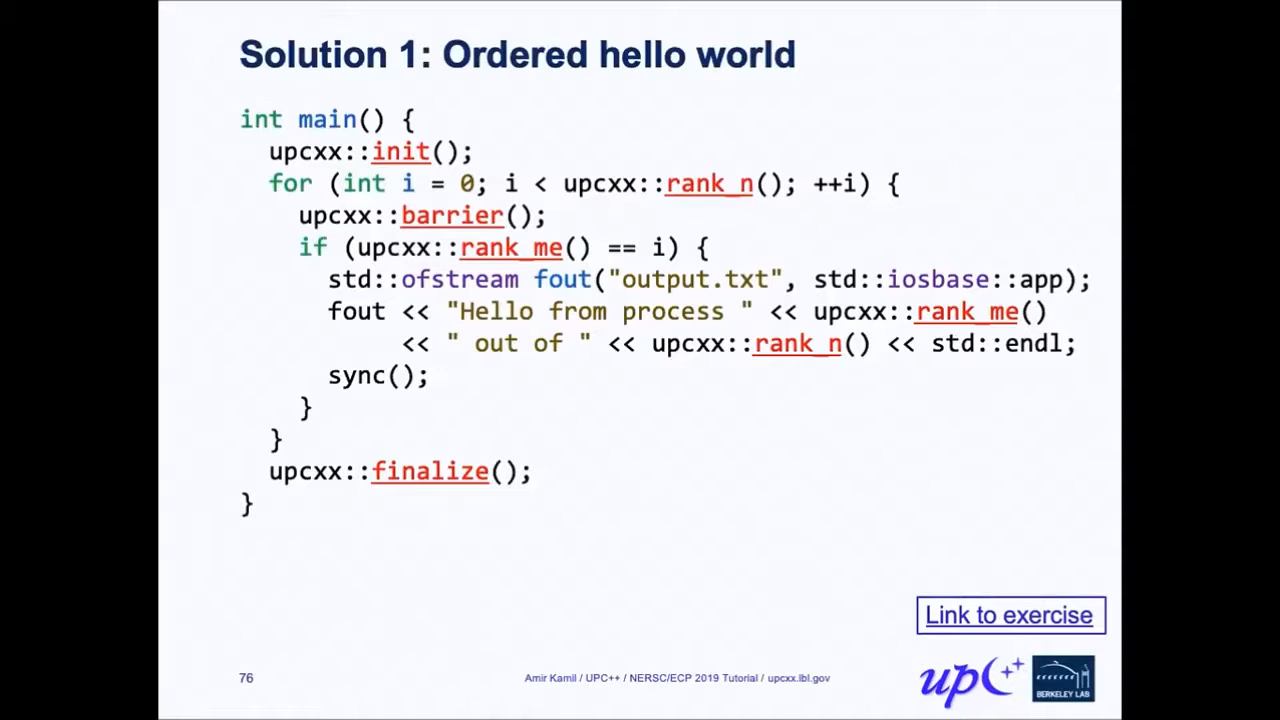 Solution 1: Ordered hello world
int main() {
  upcxx::init();
  for (int i = 0; i < upcxx::rank_n(); ++i) {
    upcxx::barrier();
    if (upcxx::rank_me() == i) {
      std::ofstream fout("output.txt", std::iosbase::app);
      fout << "Hello from process " << upcxx::rank_me()
           << " out of " << upcxx::rank_n() << std::endl;
      sync();
    }
  }
  upcxx::finalize();
}
Link to exercise
76
Amir Kamil / UPC++ / NERSC/ECP 2019 Tutorial / upcxx.lbl.gov
upC++
BERKELEY LAB